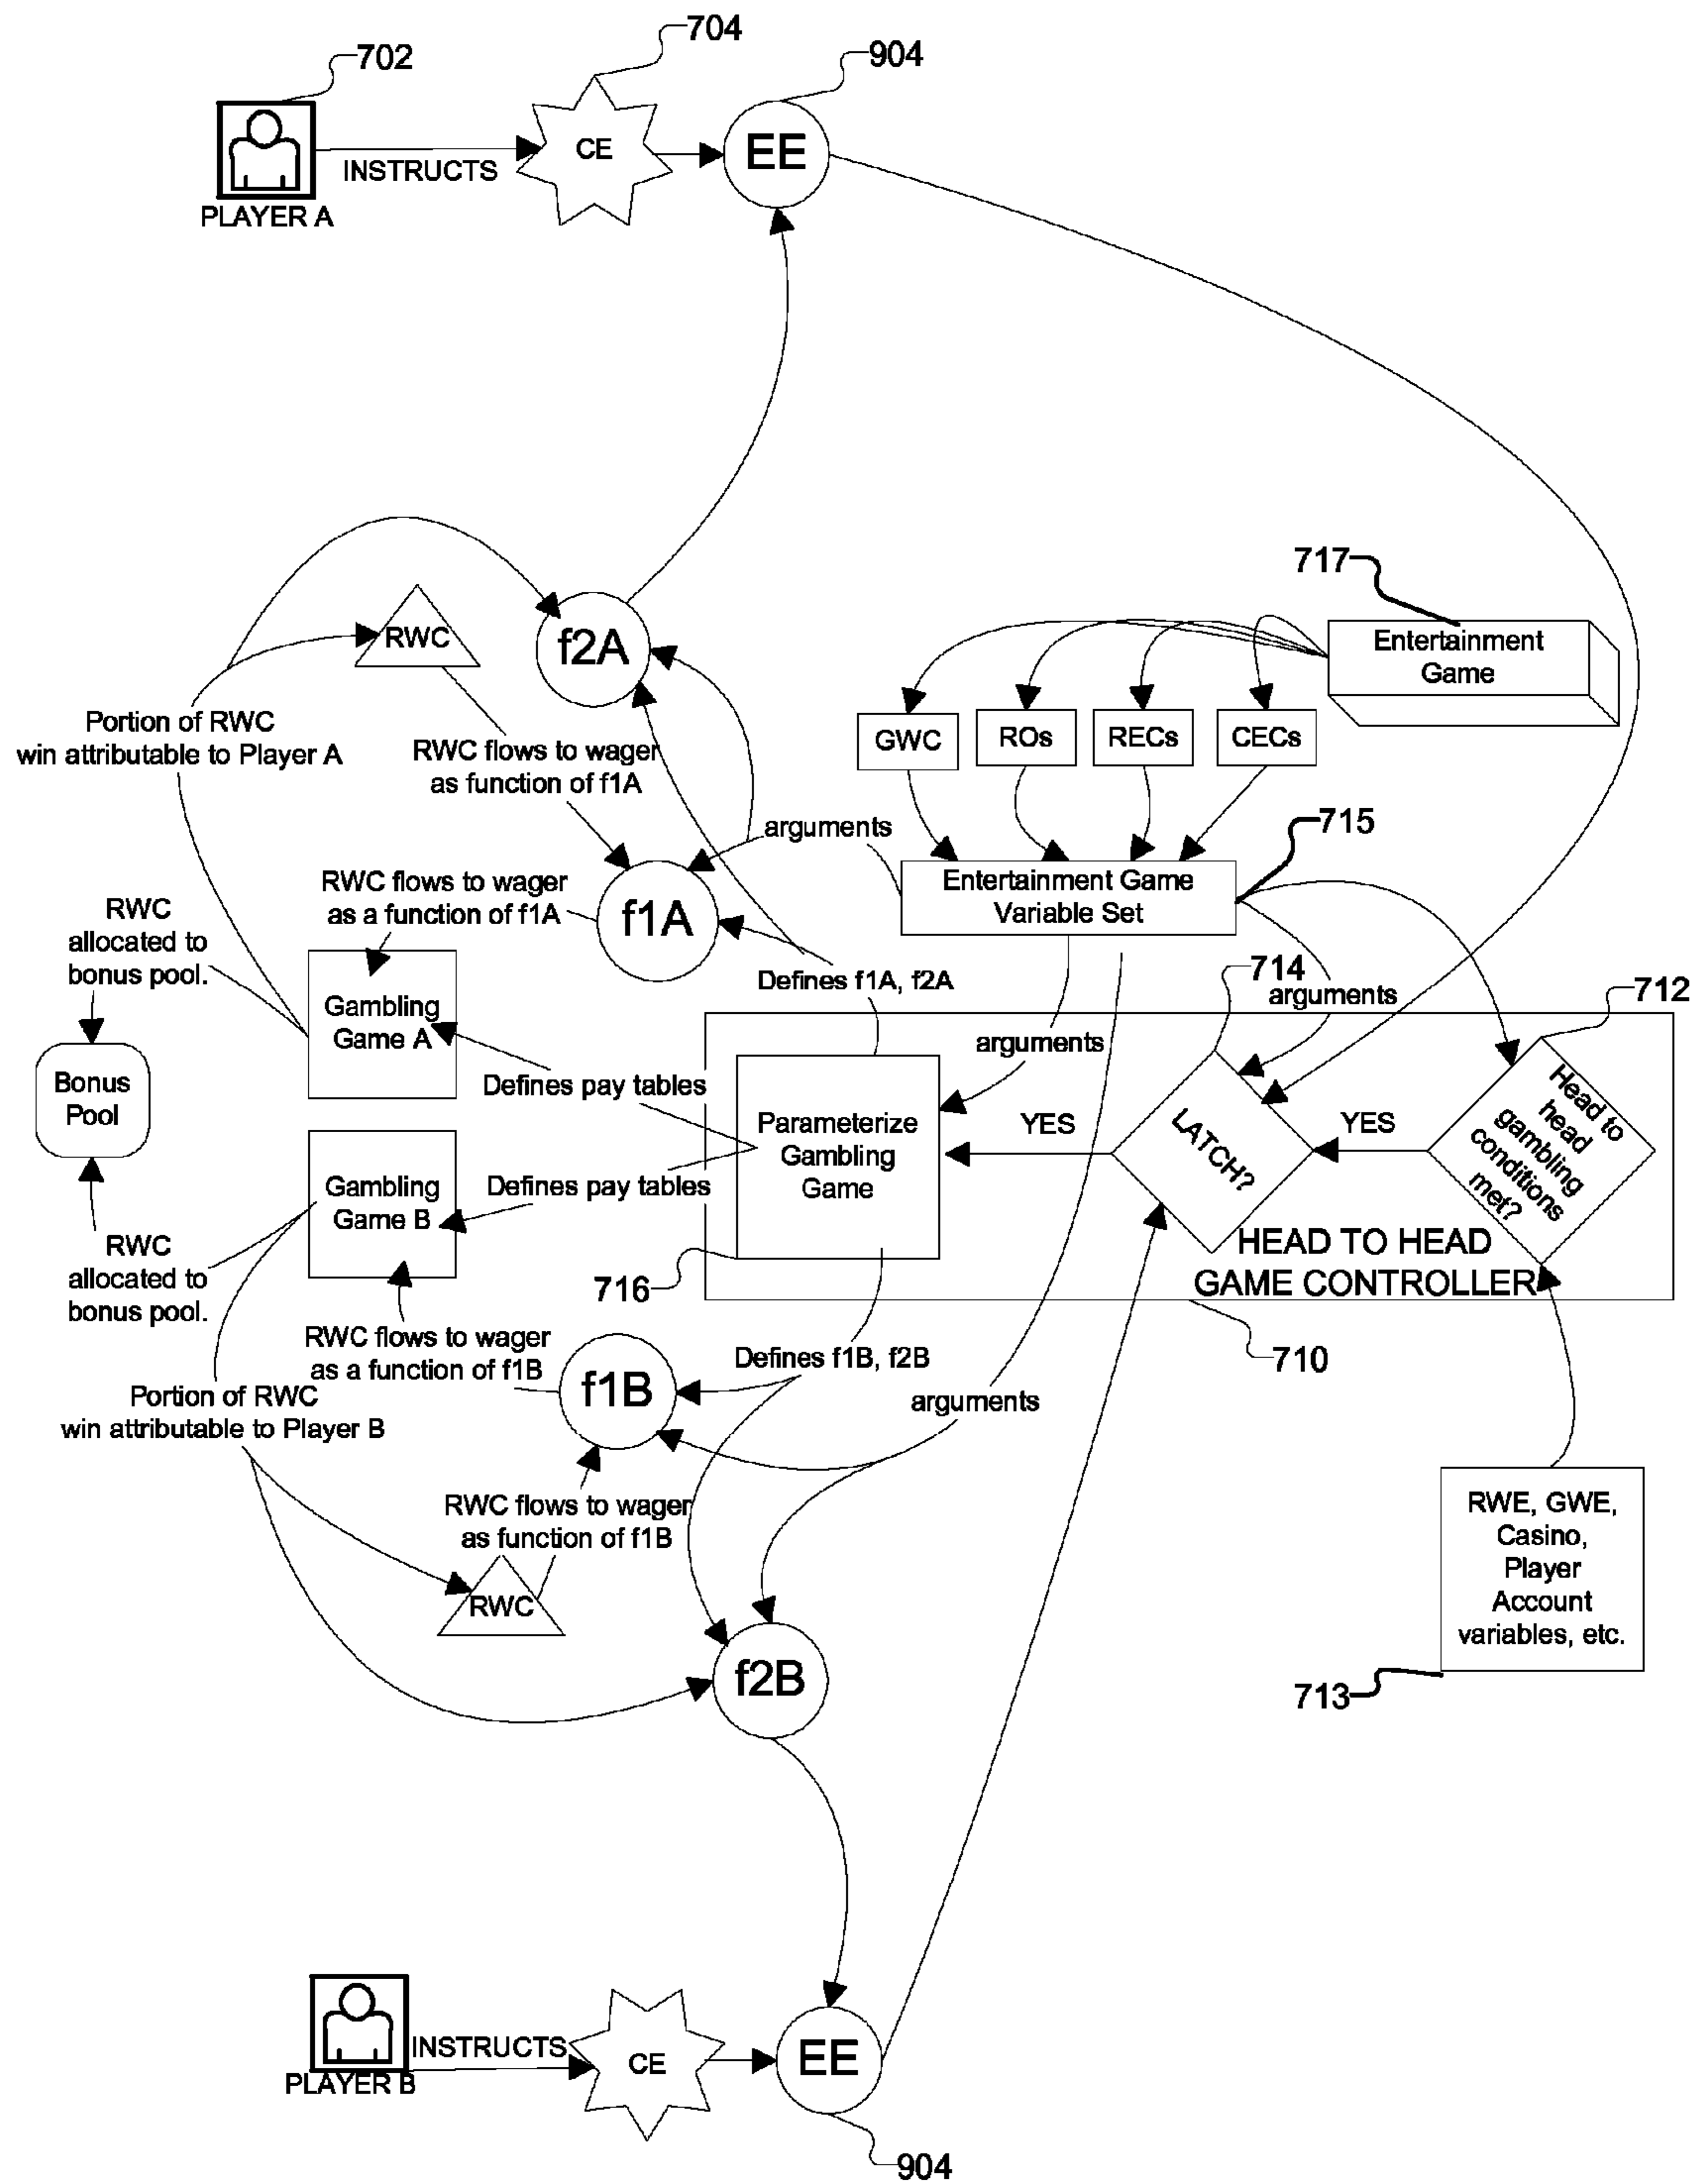 704
702
904
CE
EE
INSTRUCTS
PLAYER A
717
RWC
f2A
Entertainment
Game
Portion of RWC
win attributable to Player A
RWC flows to wager
as function of f1A
GWC
ROs
RECs
CECs
arguments
715
RWC flows to wager
as a function of f1A
f1A
Entertainment Game
Variable Set
RWC
allocated to
bonus pool.
Defines f1A, f2A
714
arguments
712
Gambling
Game A
arguments
Bonus
Pool
Defines pay tables
Parameterize
Gambling
Game
YES
LATCH?
YES
Head to
head
gambling
conditions
met?
Gambling
Game B
Defines pay tables
HEAD TO HEAD
GAME CONTROLLER
RWC
allocated to
bonus pool.
716
710
RWC flows to wager
as a function of f1B
f1B
Defines f1B, f2B
arguments
Portion of RWC
win attributable to Player B
RWC flows to wager
as function of f1B
RWC
RWE, GWE,
Casino,
Player
Account
variables, etc.
f2B
713
INSTRUCTS
PLAYER B
CE
EE
904